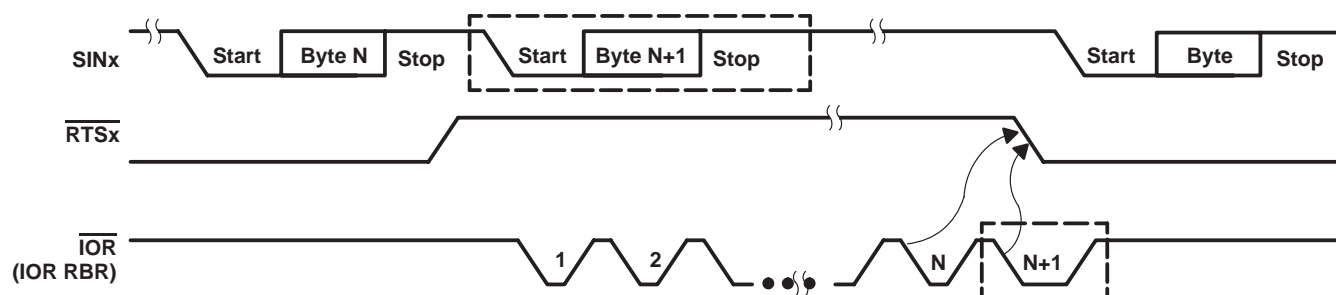 SINx
Start
Byte N
Stop
Start
Byte N+1
Stop
Start
Byte
Stop
RTSx
IOR
(IOR RBR)
1
2
N
N+1